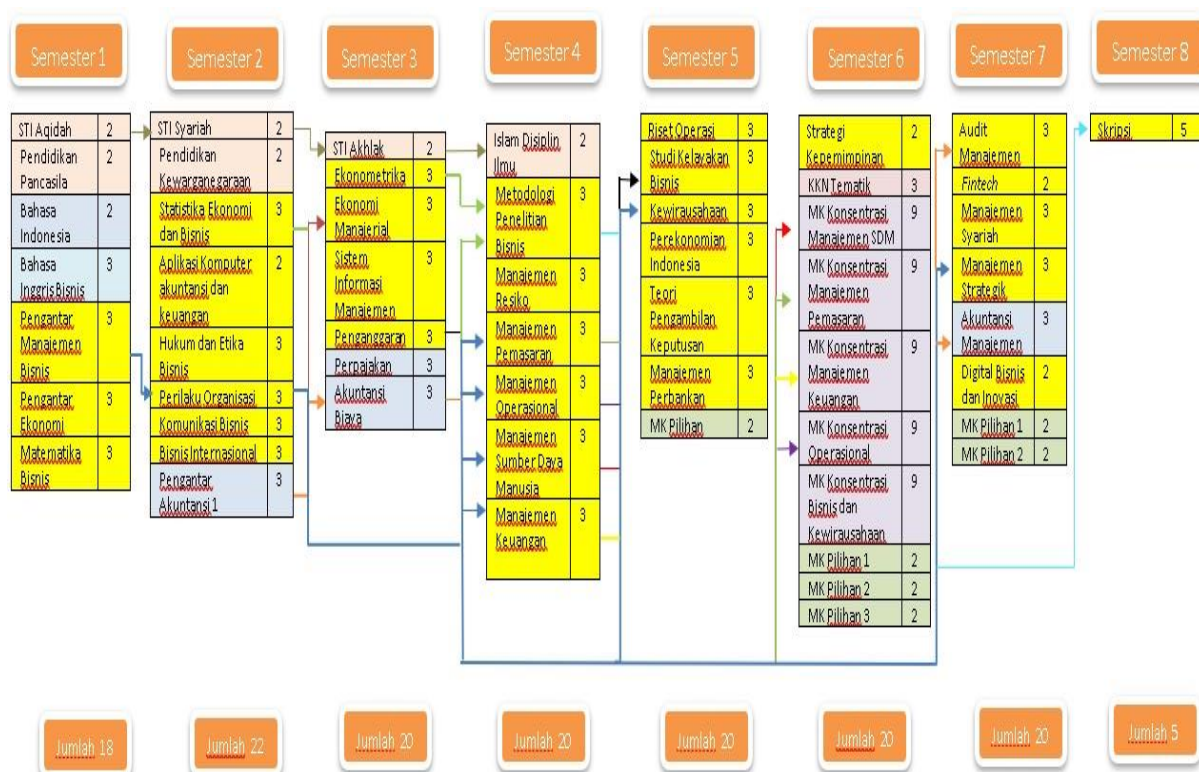 Semester 1
Semester 2
Semester 3
Semester 4
Semester 5
Semester 6
Semester 7
Semester 8
STI Aqidah 2
Pendidikan 2
Pancasila
Bahasa 2
Indonesia
Bahasa 3
Inggris Bisnis
Pengantar 3
Manajemen
Bisnis
Pengantar 3
Ekonomi
Matematika 3
Bisnis
STI Syariah 2
Pendidikan 2
Kewarganegaraan
Statistika Ekonomi 3
dan Bisnis
Aplikasi Komputer 2
akuntansi dan
keuangan
Hukum dan Etika 3
Bisnis
Perilaku Organisasi 3
Komunikasi Bisnis 3
Bisnis Internasional 3
Pengantar 3
Akuntansi 1
STI Akhlak 2
Ekonometrika 3
Ekonomi 3
Manajerial
Sistem 3
Informasi
Manajemen
Penganggaran 3
Perpajakan 3
Akuntansi 3
Biaya
Islam Disiplin 2
Ilmu
Metodologi 3
Penelitian
Bisnis
Manajemen 3
Resiko
Manajemen 3
Pemasaran
Manajemen 3
Operasional
Manajemen 3
Sumber Daya
Manusia
Manajemen 3
Keuangan
Riset Operasi 3
Studi Kelayakan 3
Bisnis
Kewirausahaan 3
Perekonomian 3
Indonesia
Teori 3
Pengambilan
Keputusan
Manajemen 3
Perbankan
MK Pilihan 2
Strategi 2
Kepemimpinan
KKN Tematik 3
MK Konsentrasi 9
Manajemen SDM
MK Konsentrasi 9
Manajemen
Pemasaran
MK Konsentrasi 9
Manajemen
Keuangan
MK Konsentrasi 9
Operasional
MK Konsentrasi 9
Bisnis dan
Kewirausahaan
MK Pilihan 1 2
MK Pilihan 2 2
MK Pilihan 3 2
Audit 3
Manajemen
Fintech 2
Manajemen 3
Syariah
Manajemen 3
Strategik
Akuntansi 3
Manajemen
Digital Bisnis 2
dan Inovasi
MK Pilihan 1 2
MK Pilihan 2 2
Skripsi 5
Jumlah 18
Jumlah 22
Jumlah 20
Jumlah 20
Jumlah 20
Jumlah 20
Jumlah 20
Jumlah 5